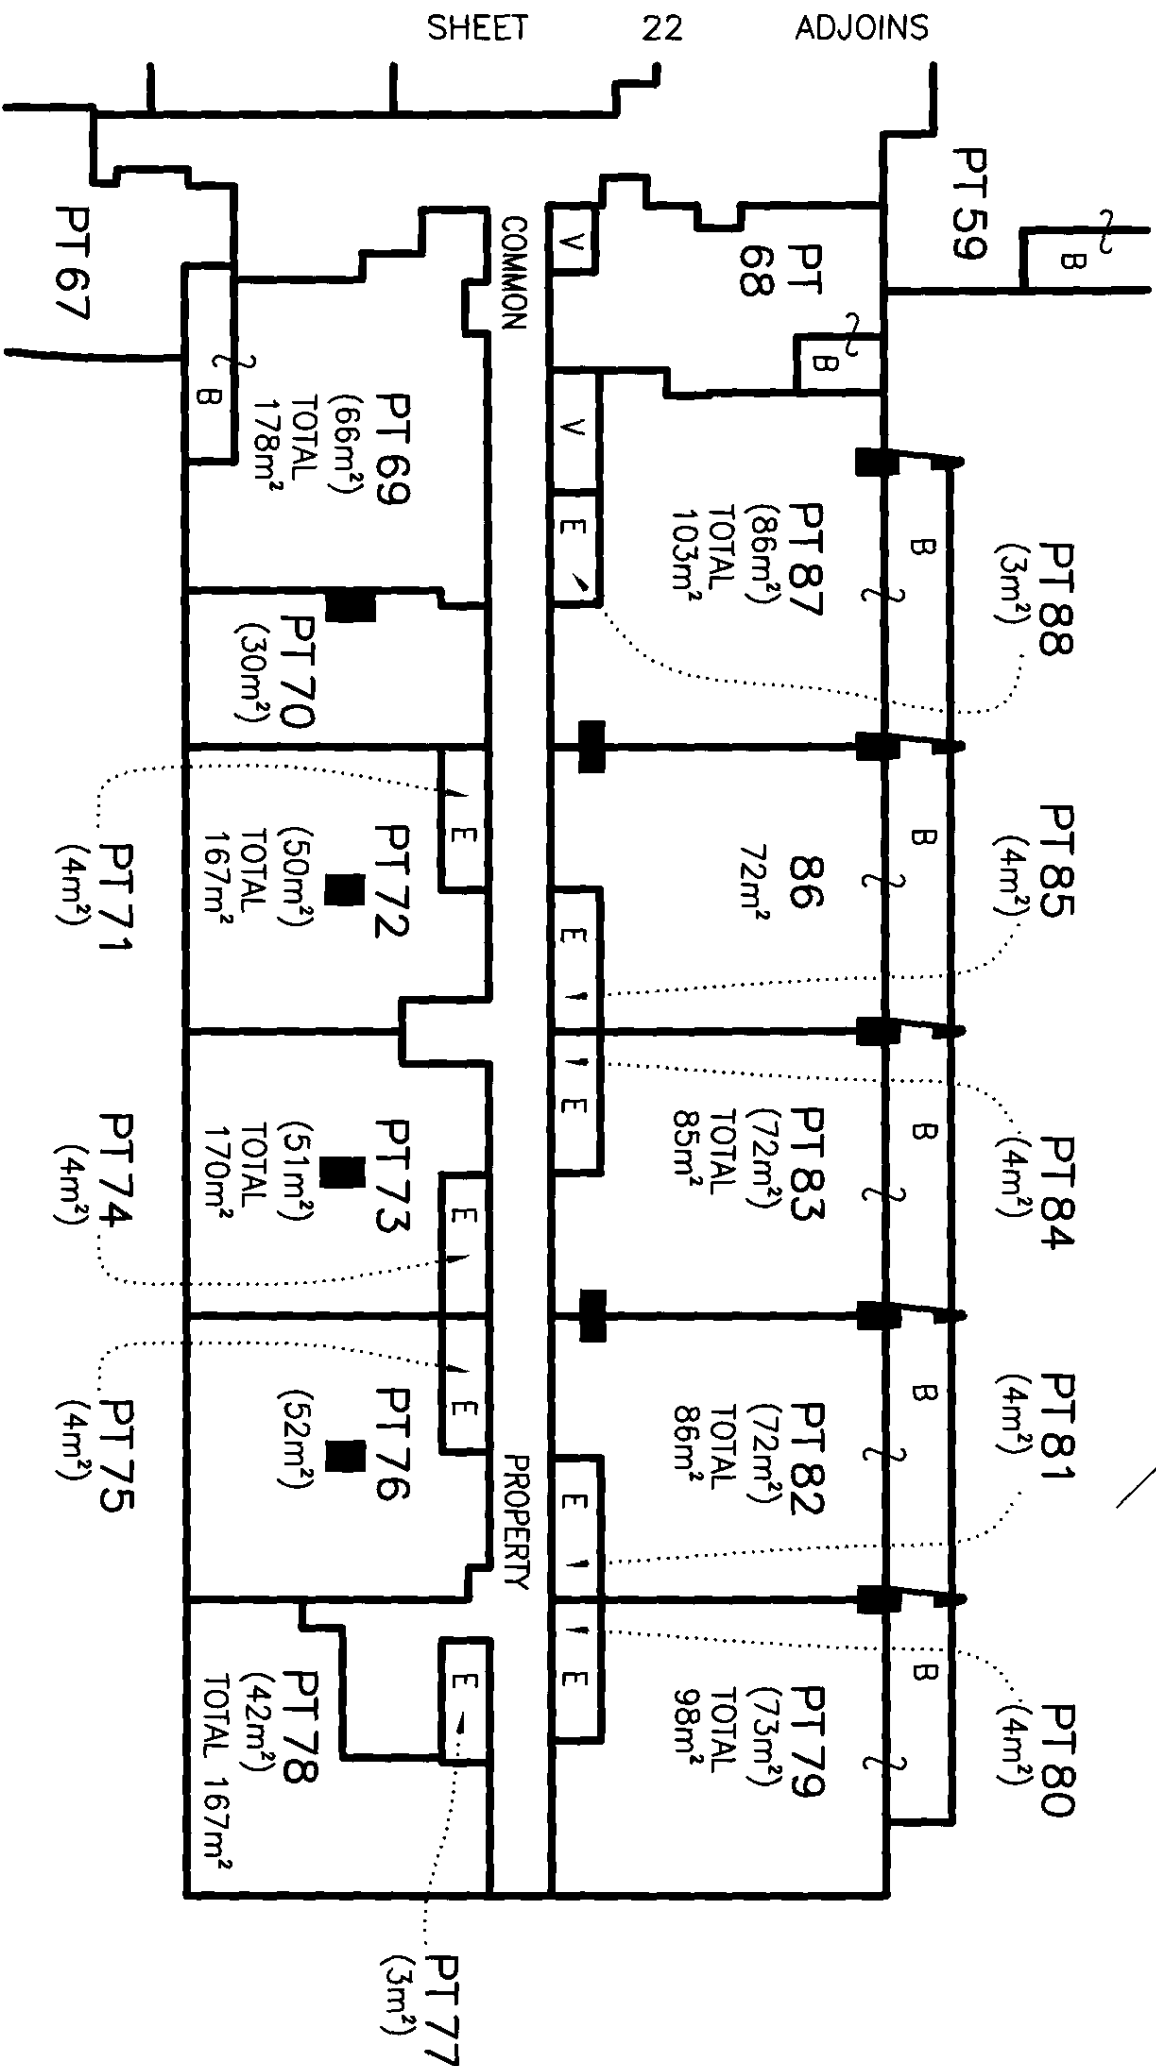 SHEET 22 ADJOINS
PT 59
B
PT
68
B
V
COMMON
PT 67
B
V
E
PT 69
(66m²)
TOTAL
178m²
PT 87
(86m²)
TOTAL
103m²
B
PT 88
(3m²)
PT 70
(30m²)
PT 71
(4m²)
E
PT 72
(50m²)
TOTAL
167m²
86
72m²
B
E
PT 85
(4m²)
PT 84
(4m²)
E
PT 83
(72m²)
TOTAL
85m²
B
PT 73
(51m²)
TOTAL
170m²
E
PT 74
(4m²)
PT 75
(4m²)
E
PT 76
(52m²)
PROPERTY
PT 82
(72m²)
TOTAL
86m²
B
E
PT 81
(4m²)
PT 80
(4m²)
E
PT 79
(73m²)
TOTAL
98m²
B
E
PT 78
(42m²)
TOTAL 167m²
PT 77
(3m²)